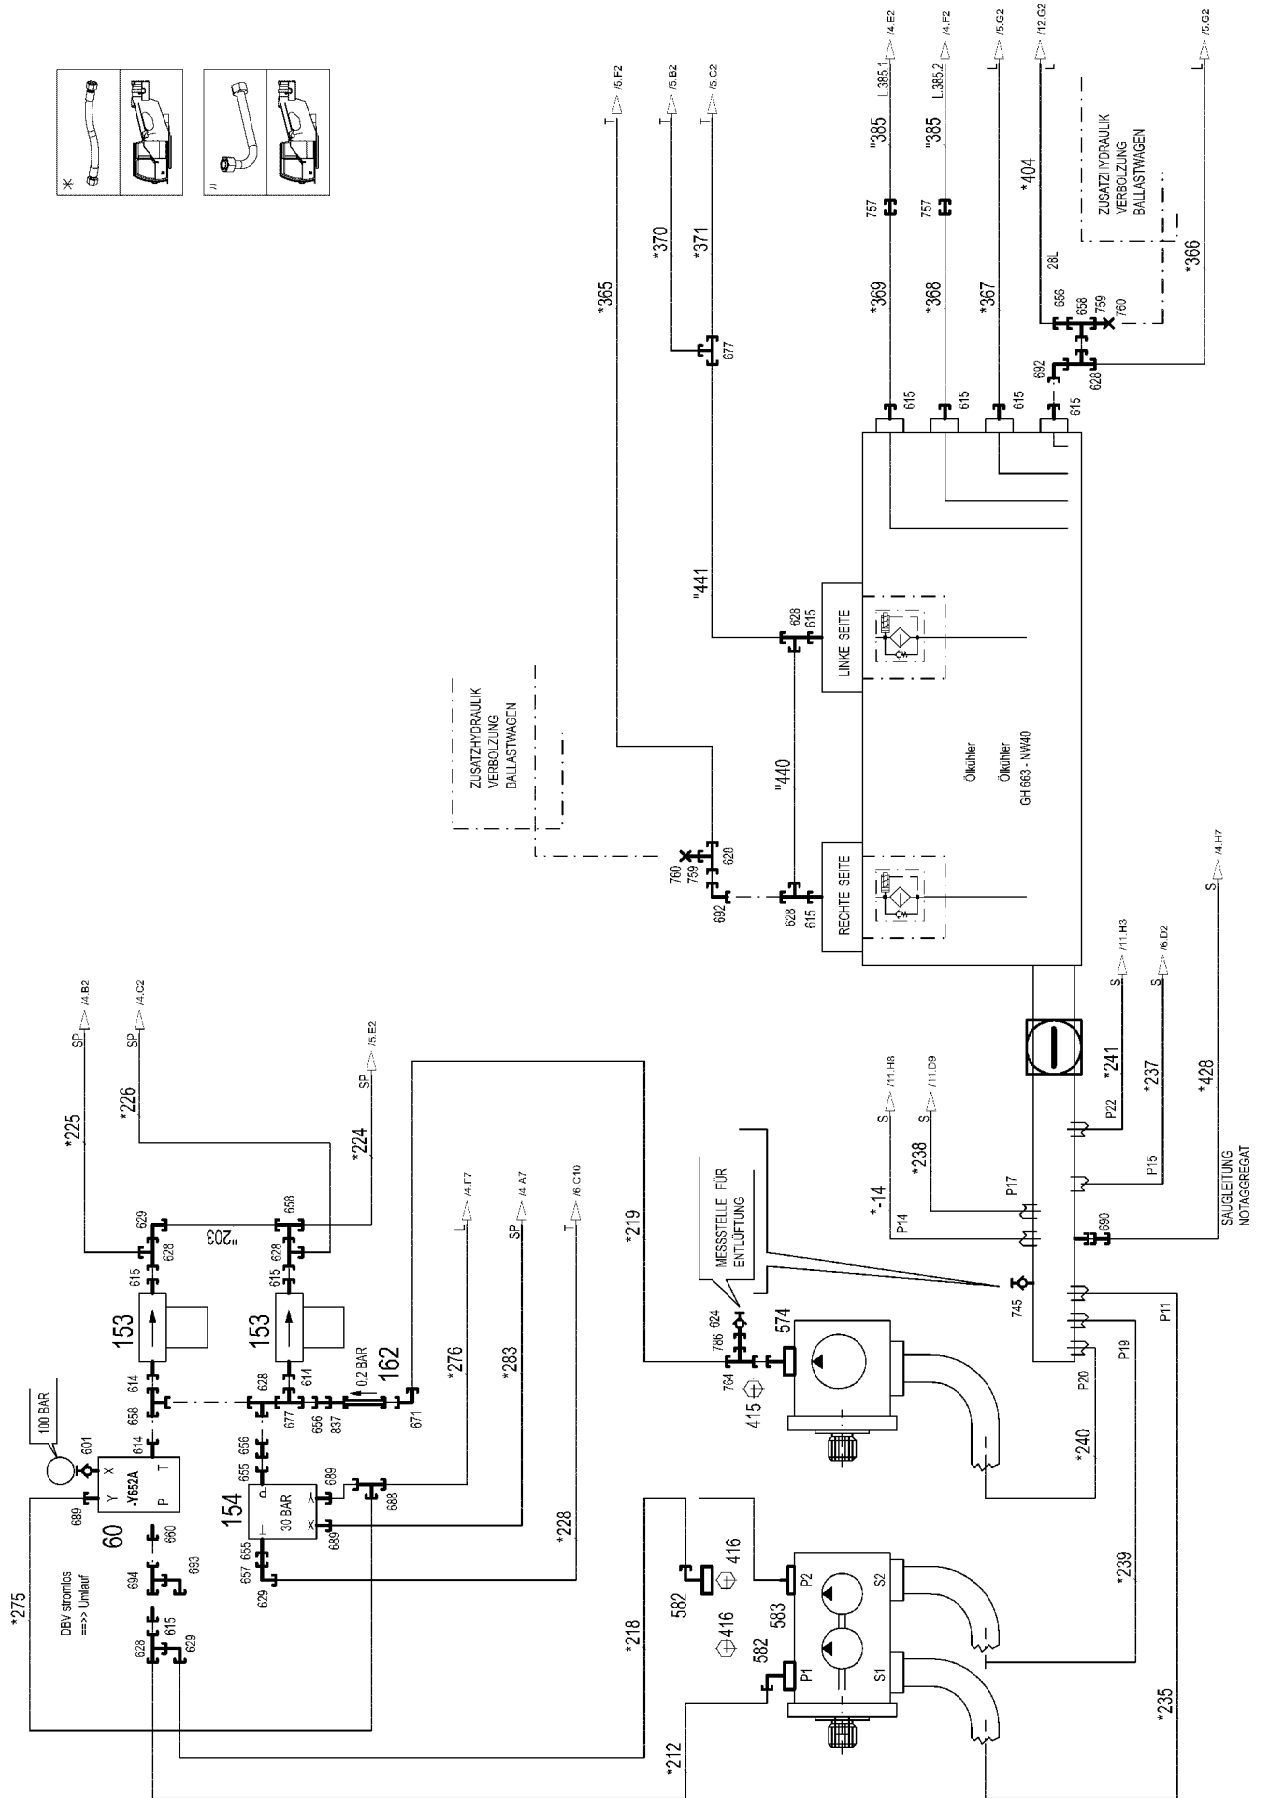 *
"
T
/5.F2
T
/5.B2
T
/5.C2
L.385.1
/4.E2
L.385.2
/4.F2
L
/5.G2
L
/12.G2
L
/5.G2
*365
*370
*371
"385
"385
*404
757
757
*369
*368
*367
28L
*366
ZUSATZHYDRAULIK
VERBOLZUNG
BALLASTWAGEN
656
658
759
760
692
628
677
615
615
615
615
"441
628
615
LINKE SEITE
"440
Ölkühler
Ölkühler
GH 663 - NW40
ZUSATZHYDRAULIK
VERBOLZUNG
BALLASTWAGEN
760
759
692
628
615
RECHTE SEITE
SP
/4.B2
SP
/4.C2
SP
/5.E2
*225
*226
*224
L
/4.F7
SP
/4.A7
T
/6.C10
S
/11.H8
S
/11.D9
S
/11.H3
S
/6.D2
S
/4.H7
*238
*241
*237
*428
P14
P17
P22
P15
SAUGLEITUNG
NOTAGGREGAT
690
745
629
628
"203
658
628
615
615
153
153
614
614
658
628
677
656
837
0.2 BAR
162
671
*219
*276
*283
*228
MESSSTELLE FÜR
ENTLÜFTUNG
624
786
764
574
415
100 BAR
601
614
X
T
Y
P
-Y652A
689
60
660
693
694
615
628
629
DBV stromlos
==>> Umlauf
*275
656
655
154
30 BAR
689
689
688
655
657
629
*218
*212
582
416
416
582
583
P2
P1
S2
S1
P20
P19
P11
*240
*239
*235